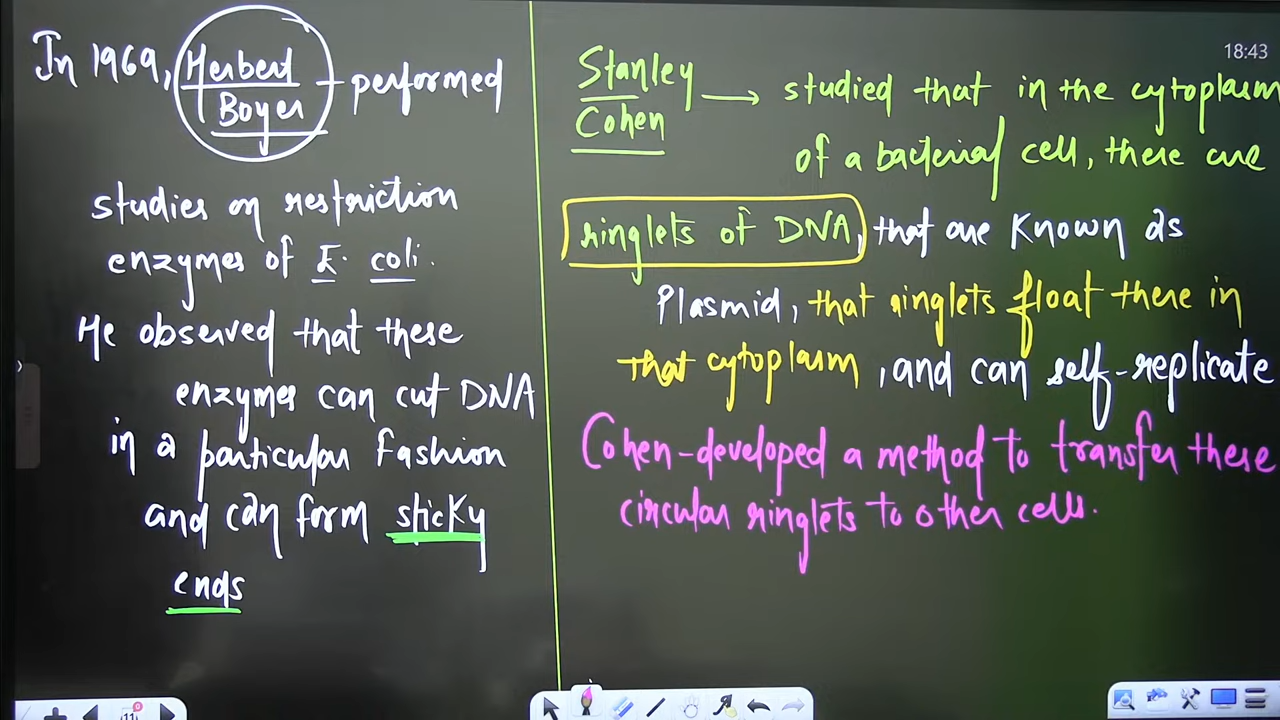 In 1969, Herbert Boyer - performed
studies on restriction
enzymes of E. coli.
He observed that these
enzymes can cut DNA
in a particular fashion
and can form sticky
ends
18:43
Stanley Cohen → studied that in the cytoplasm
of a bacterial cell, there are
ringlets of DNA, that are known as
Plasmid, that ringlets float there in
that cytoplasm, and can self-replicate
Cohen-developed a method to transfer these
circular ringlets to other cells.
11